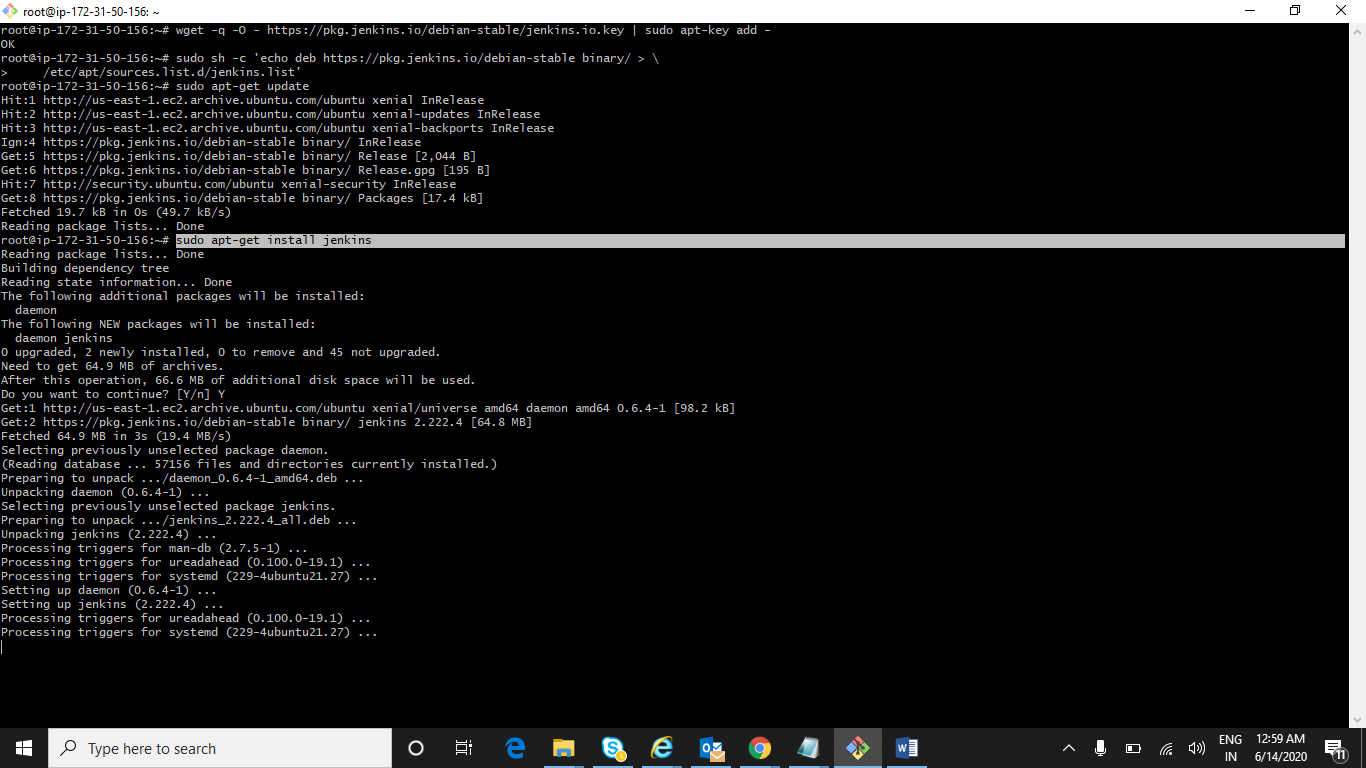 root@ip-172-31-50-156: ~
root@ip-172-31-50-156:~# wget -q -O - https://pkg.jenkins.io/debian-stable/jenkins.io.key | sudo apt-key add -
OK
root@ip-172-31-50-156:~# sudo sh -c 'echo deb https://pkg.jenkins.io/debian-stable binary/ > \
>     /etc/apt/sources.list.d/jenkins.list'
root@ip-172-31-50-156:~# sudo apt-get update
Hit:1 http://us-east-1.ec2.archive.ubuntu.com/ubuntu xenial InRelease
Hit:2 http://us-east-1.ec2.archive.ubuntu.com/ubuntu xenial-updates InRelease
Hit:3 http://us-east-1.ec2.archive.ubuntu.com/ubuntu xenial-backports InRelease
Ign:4 https://pkg.jenkins.io/debian-stable binary/ InRelease
Get:5 https://pkg.jenkins.io/debian-stable binary/ Release [2,044 B]
Get:6 https://pkg.jenkins.io/debian-stable binary/ Release.gpg [195 B]
Hit:7 http://security.ubuntu.com/ubuntu xenial-security InRelease
Get:8 https://pkg.jenkins.io/debian-stable binary/ Packages [17.4 kB]
Fetched 19.7 kB in 0s (49.7 kB/s)
Reading package lists... Done
root@ip-172-31-50-156:~# sudo apt-get install jenkins
Reading package lists... Done
Building dependency tree
Reading state information... Done
The following additional packages will be installed:
  daemon
The following NEW packages will be installed:
  daemon jenkins
0 upgraded, 2 newly installed, 0 to remove and 45 not upgraded.
Need to get 64.9 MB of archives.
After this operation, 66.6 MB of additional disk space will be used.
Do you want to continue? [Y/n] Y
Get:1 http://us-east-1.ec2.archive.ubuntu.com/ubuntu xenial/universe amd64 daemon amd64 0.6.4-1 [98.2 kB]
Get:2 https://pkg.jenkins.io/debian-stable binary/ jenkins 2.222.4 [64.8 MB]
Fetched 64.9 MB in 3s (19.4 MB/s)
Selecting previously unselected package daemon.
(Reading database ... 57156 files and directories currently installed.)
Preparing to unpack .../daemon_0.6.4-1_amd64.deb ...
Unpacking daemon (0.6.4-1) ...
Selecting previously unselected package jenkins.
Preparing to unpack .../jenkins_2.222.4_all.deb ...
Unpacking jenkins (2.222.4) ...
Processing triggers for man-db (2.7.5-1) ...
Processing triggers for ureadahead (0.100.0-19.1) ...
Processing triggers for systemd (229-4ubuntu21.27) ...
Setting up daemon (0.6.4-1) ...
Setting up jenkins (2.222.4) ...
Processing triggers for ureadahead (0.100.0-19.1) ...
Processing triggers for systemd (229-4ubuntu21.27) ...
Type here to search
ENG
IN
12:59 AM
6/14/2020
11